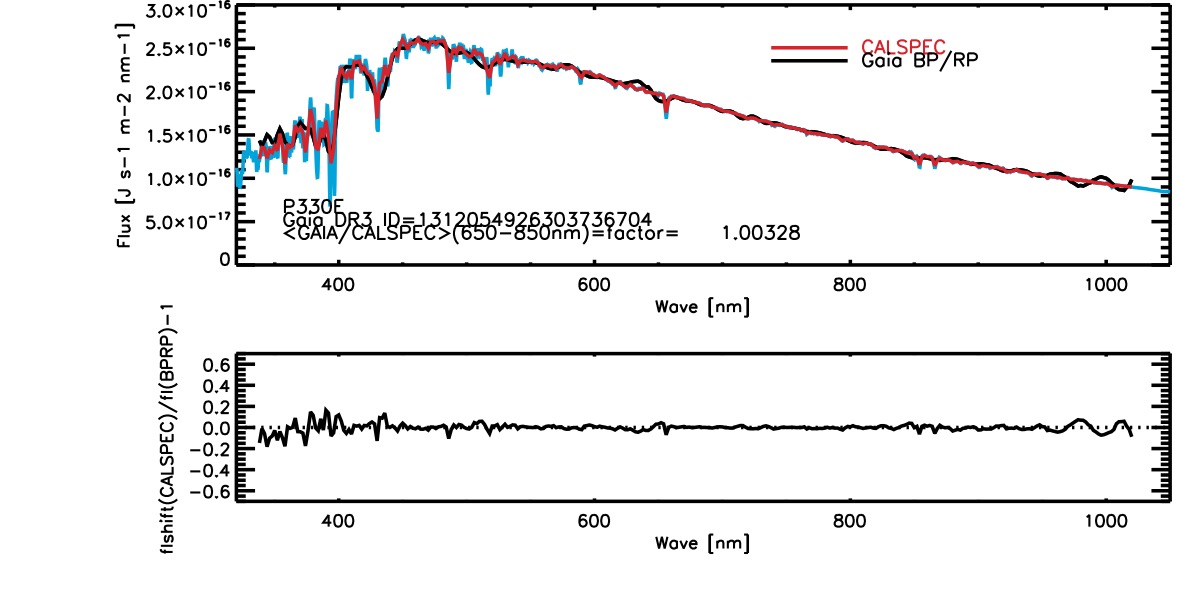 3.0×10−16
2.5×10−16
2.0×10−16
1.5×10−16
1.0×10−16
5.0×10−17
0
Flux [J s−1 m−2 nm−1]
CALSPEC
Gaia BP/RP
P330E
Gaia DR3 ID=1312054926303736704
<GAIA/CALSPEC>(650−850nm)=factor= 1.00328
400 600 800 1000
Wave [nm]
flshift(CALSPEC)/fl(BPRP)−1
0.6
0.4
0.2
0.0
−0.2
−0.4
−0.6
400 600 800 1000
Wave [nm]